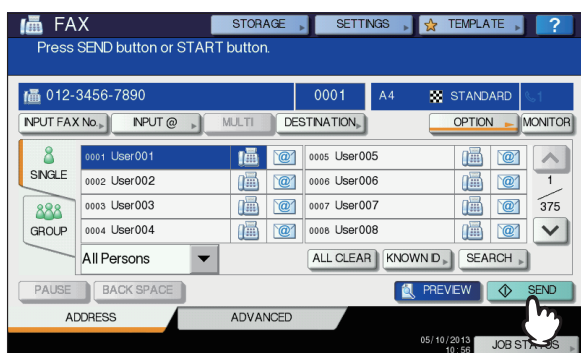 FAX STORAGE SETTINGS TEMPLATE ?
Press SEND button or START button.
012-3456-7890 0001 A4 STANDARD 1
INPUT FAX No. INPUT @ MULTI DESTINATION OPTION MONITOR
SINGLE
GROUP
0001 User001 @ 0005 User005 @
0002 User002 @ 0006 User006 @
0003 User003 @ 0007 User007 @
0004 User004 @ 0008 User008 @
1
375
All Persons ALL CLEAR KNOWN ID SEARCH
PAUSE BACK SPACE PREVIEW SEND
ADDRESS ADVANCED
05/10/2013
10:56 JOB STATUS